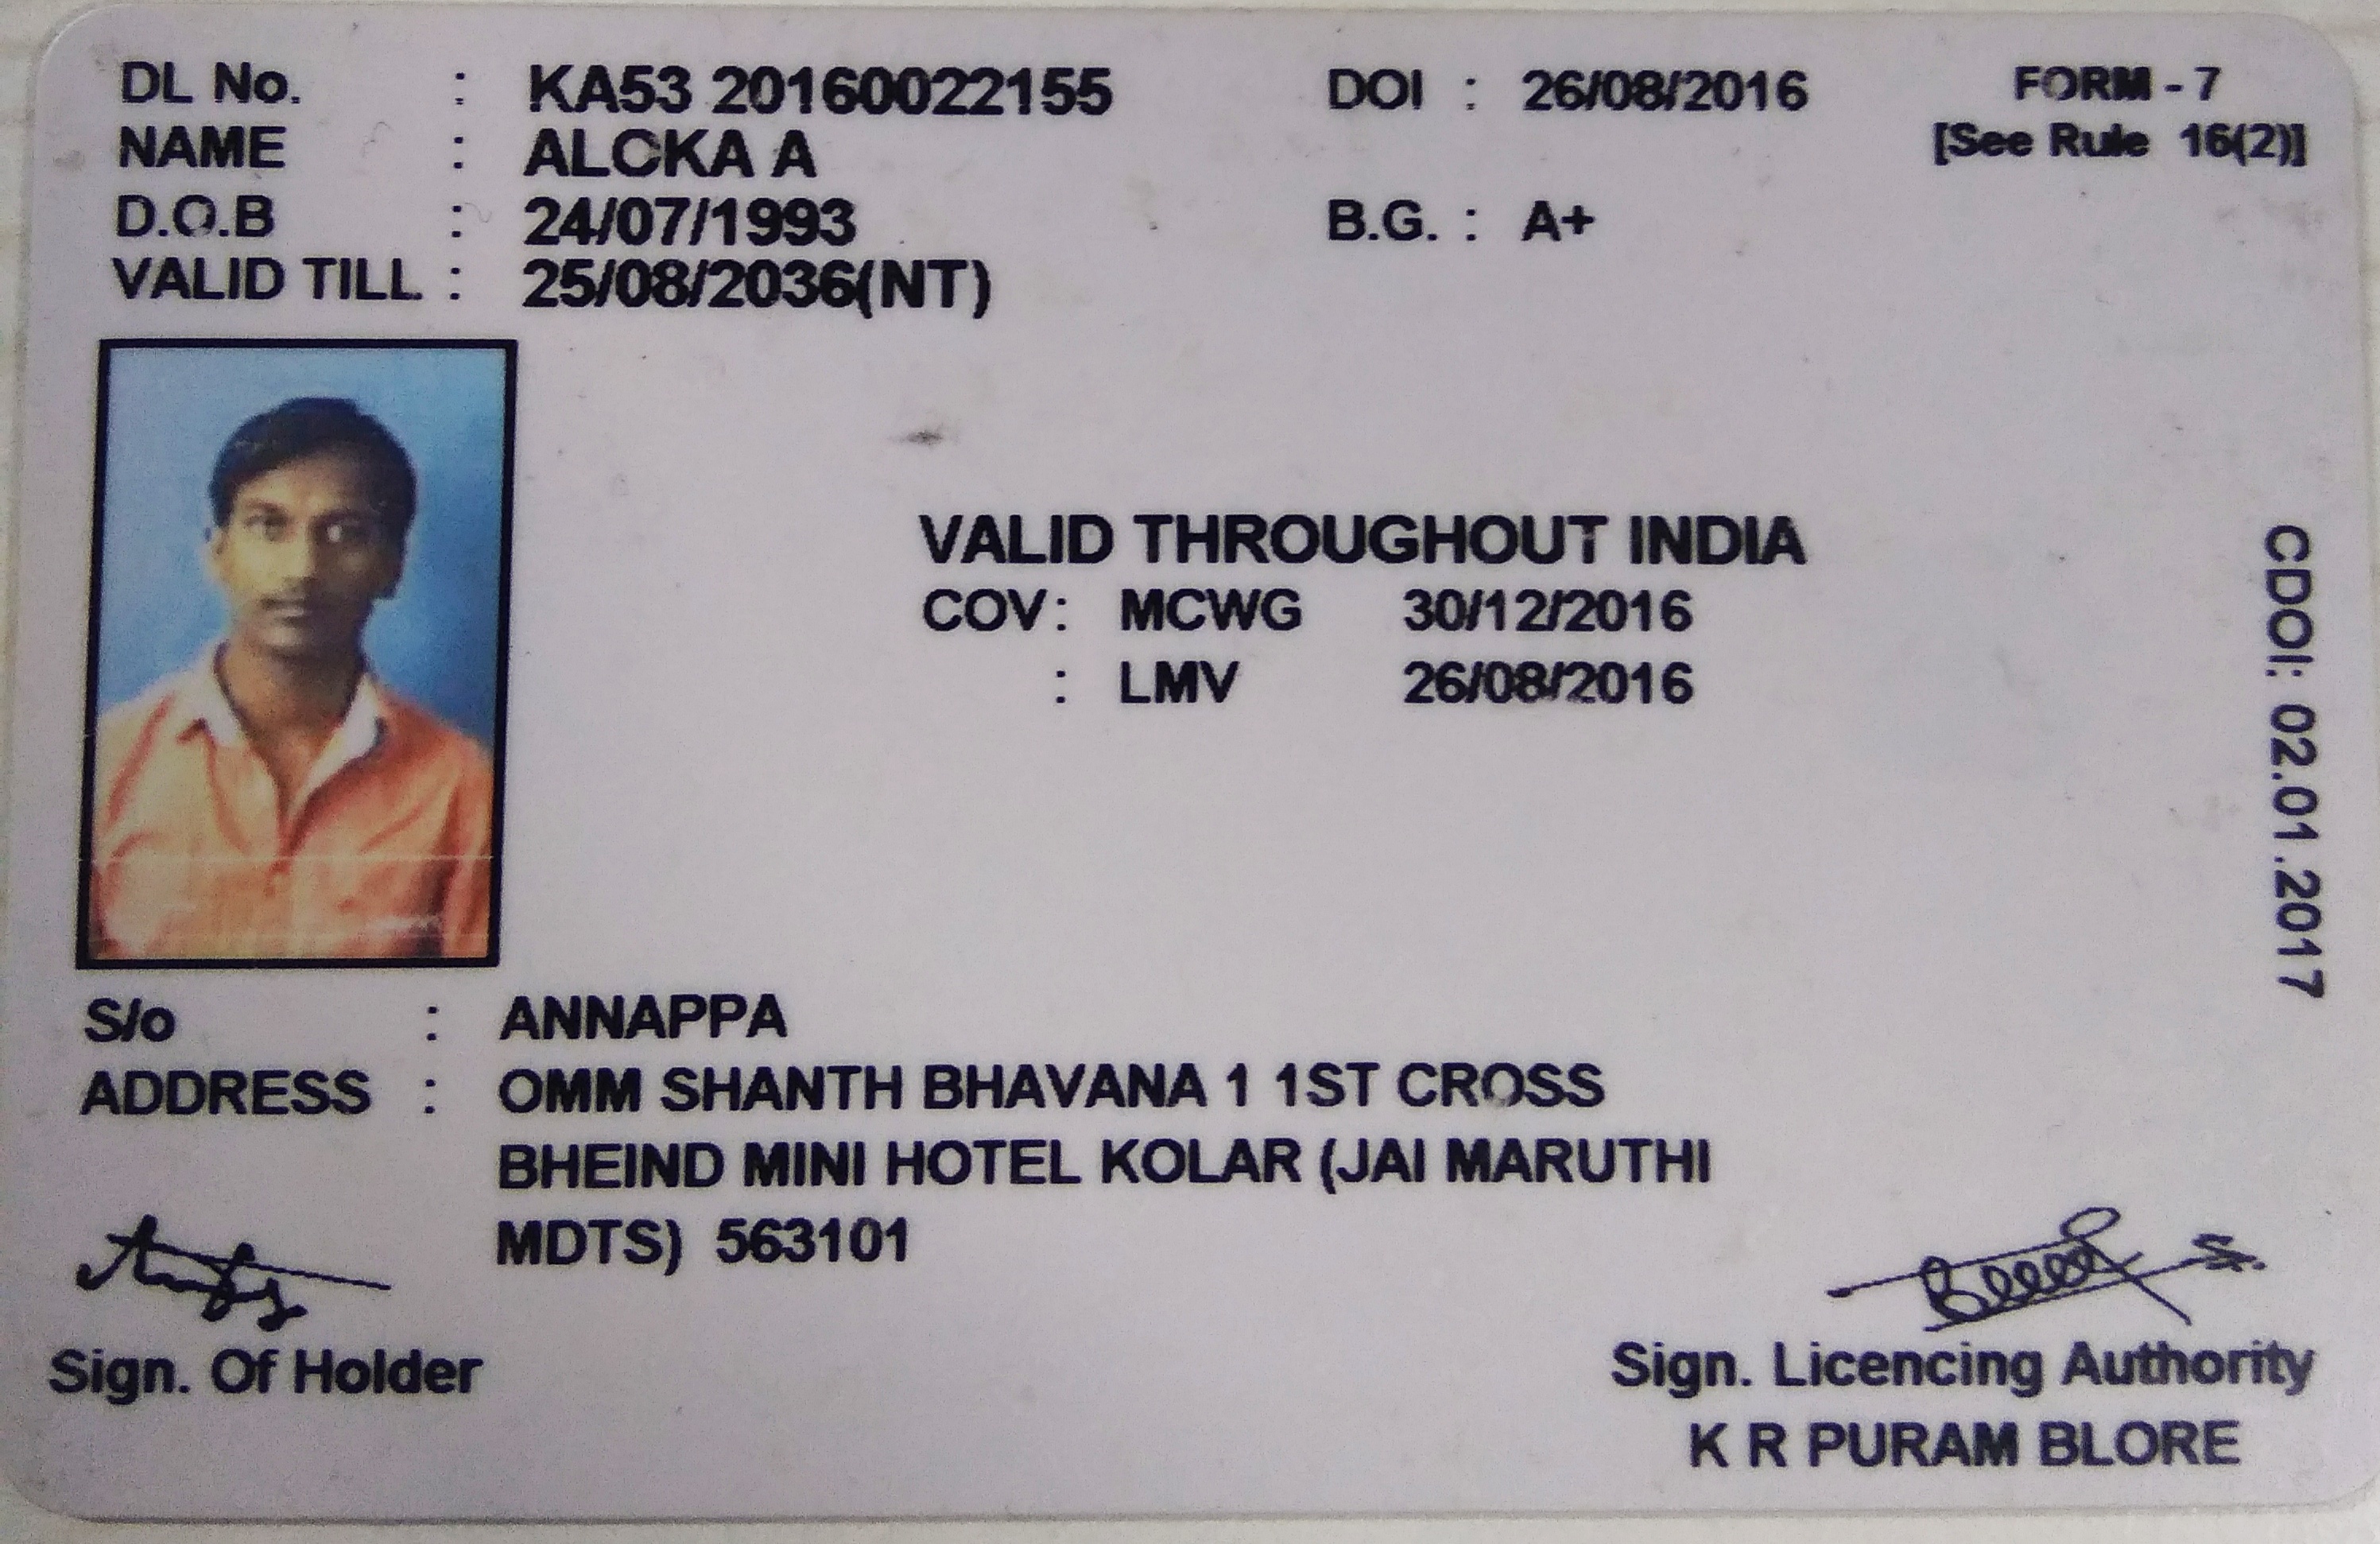 DL No. : KA53 20160022155 DOI : 26/08/2016 FORM - 7
NAME : ALOKA A [See Rule 16(2)]
D.O.B : 24/07/1993 B.G. : A+
VALID TILL : 25/08/2036(NT)
VALID THROUGHOUT INDIA
COV : MCWG 30/12/2016
: LMV 26/08/2016
CDOI: 02.01.2017
S/o : ANNAPPA
ADDRESS : OMM SHANTH BHAVANA 1 1ST CROSS
BHEIND MINI HOTEL KOLAR (JAI MARUTHI
MDTS) 563101
Sign. Of Holder
Sign. Licencing Authority
K R PURAM BLORE